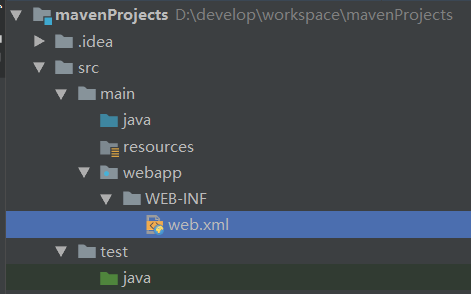 mavenProjects D:\develop\workspace\mavenProjects
.idea
src
main
java
resources
webapp
WEB-INF
web.xml
test
java